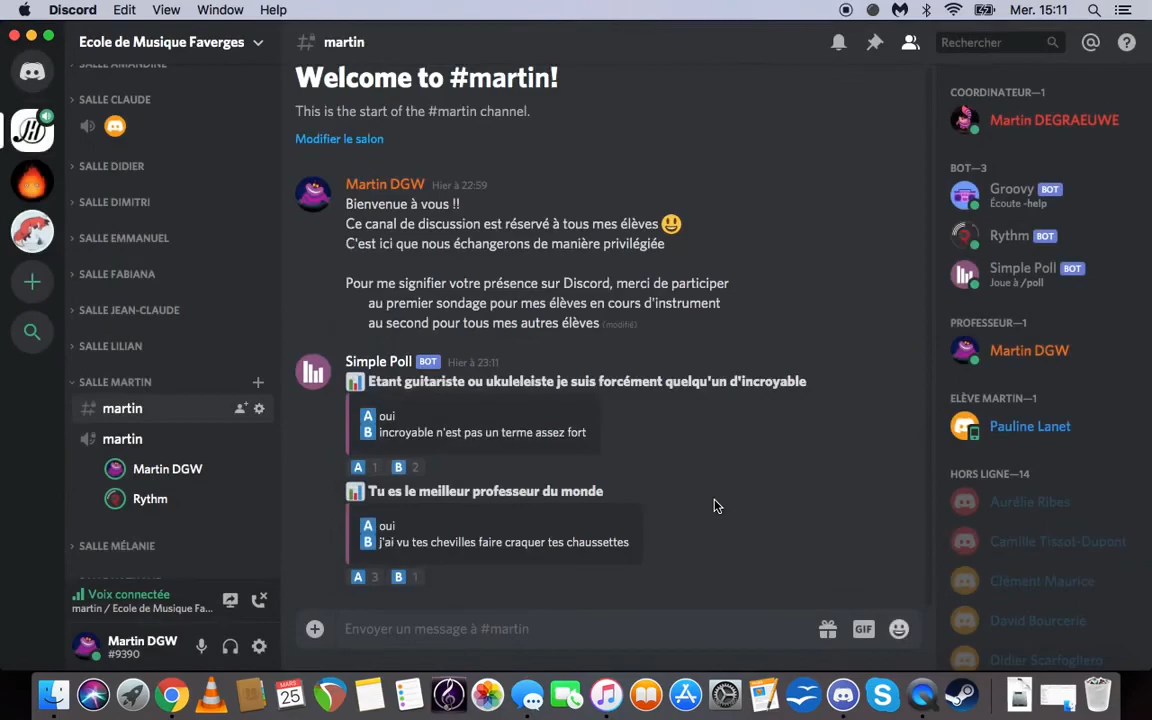 Discord Edit View Window Help Mer. 15:11
Ecole de Musique Faverges
SALLE AMANDINE
SALLE CLAUDE
SALLE DIDIER
SALLE DIMITRI
SALLE EMMANUEL
SALLE FABIANA
SALLE JEAN-CLAUDE
SALLE LILIAN
SALLE MARTIN
martin
martin
Martin DGW
Rythm
SALLE MÉLANIE
Voix connectée
martin / Ecole de Musique Fa...
Martin DGW
#9390
martin
Rechercher
Welcome to #martin!
This is the start of the #martin channel.
Modifier le salon
Martin DGW Hier à 22:59
Bienvenue à vous !!
Ce canal de discussion est réservé à tous mes élèves 😃
C'est ici que nous échangerons de manière privilégiée
Pour me signifier votre présence sur Discord, merci de participer
au premier sondage pour mes élèves en cours d'instrument
au second pour tous mes autres élèves (modifié)
Simple Poll BOT Hier à 23:11
📊 Etant guitariste ou ukuleleiste je suis forcément quelqu'un d'incroyable
A oui
B incroyable n'est pas un terme assez fort
A 1 B 2
📊 Tu es le meilleur professeur du monde
A oui
B j'ai vu tes chevilles faire craquer tes chaussettes
A 3 B 1
Envoyer un message à #martin
GIF
COORDINATEUR—1
Martin DEGRAEUWE
BOT—3
Groovy BOT
Écoute -help
Rythm BOT
Simple Poll BOT
Joue à /poll
PROFESSEUR—1
Martin DGW
ELÈVE MARTIN—1
Pauline Lanet
HORS LIGNE—14
Aurélie Ribes
Camille Tissot-Dupont
Clément Maurice
David Bourcerie
Didier Scarfogliero
MARS
25